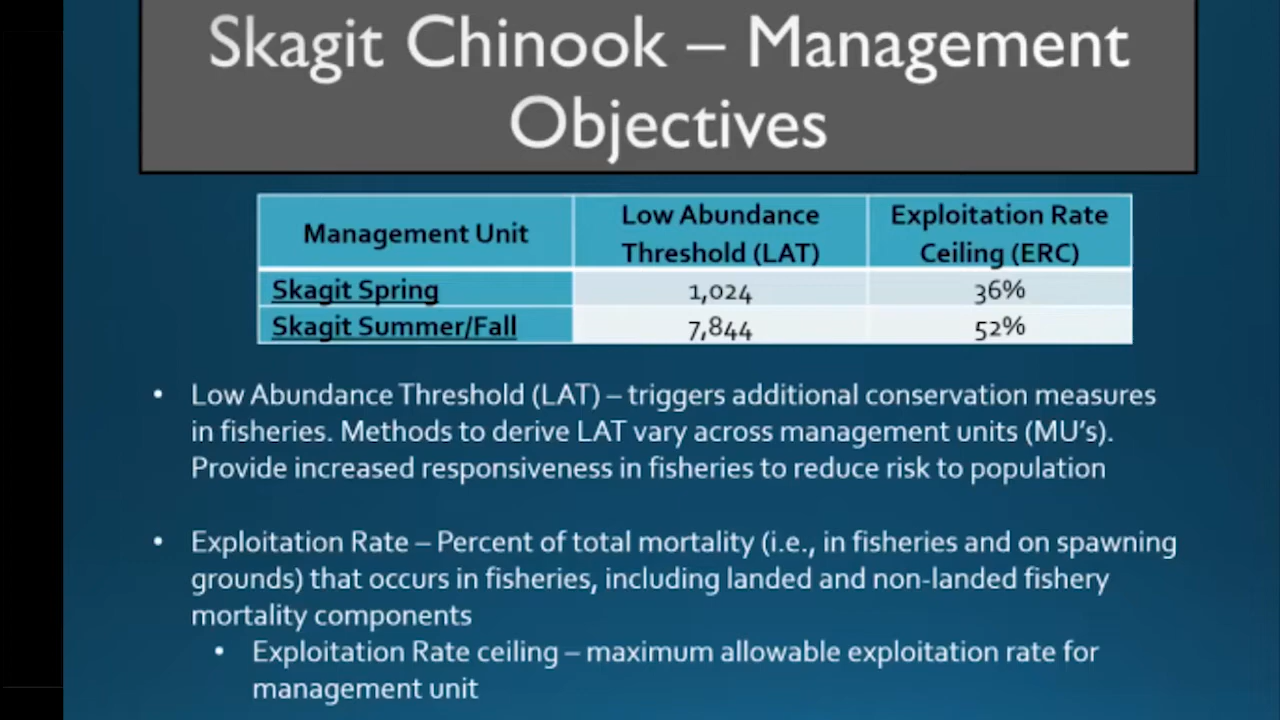 Skagit Chinook – Management
Objectives
Management Unit
Low Abundance
Threshold (LAT)
Exploitation Rate
Ceiling (ERC)
Skagit Spring 1,024 36%
Skagit Summer/Fall 7,844 52%
• Low Abundance Threshold (LAT) – triggers additional conservation measures
in fisheries. Methods to derive LAT vary across management units (MU's).
Provide increased responsiveness in fisheries to reduce risk to population
• Exploitation Rate – Percent of total mortality (i.e., in fisheries and on spawning
grounds) that occurs in fisheries, including landed and non-landed fishery
mortality components
• Exploitation Rate ceiling – maximum allowable exploitation rate for
management unit